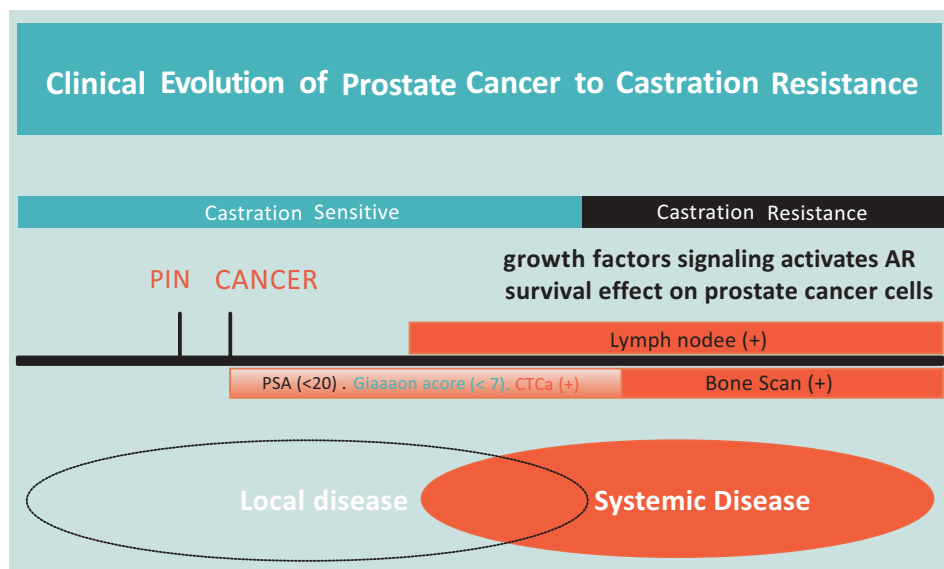 Clinical Evolution of Prostate Cancer to Castration Resistance
Castration Sensitive
Castration Resistance
growth factors signaling activates AR
survival effect on prostate cancer cells
PIN
CANCER
Lymph nodee (+)
PSA (<20) . Giaaaon acore (< 7). CTCa (+)
Bone Scan (+)
Local disease
Systemic Disease